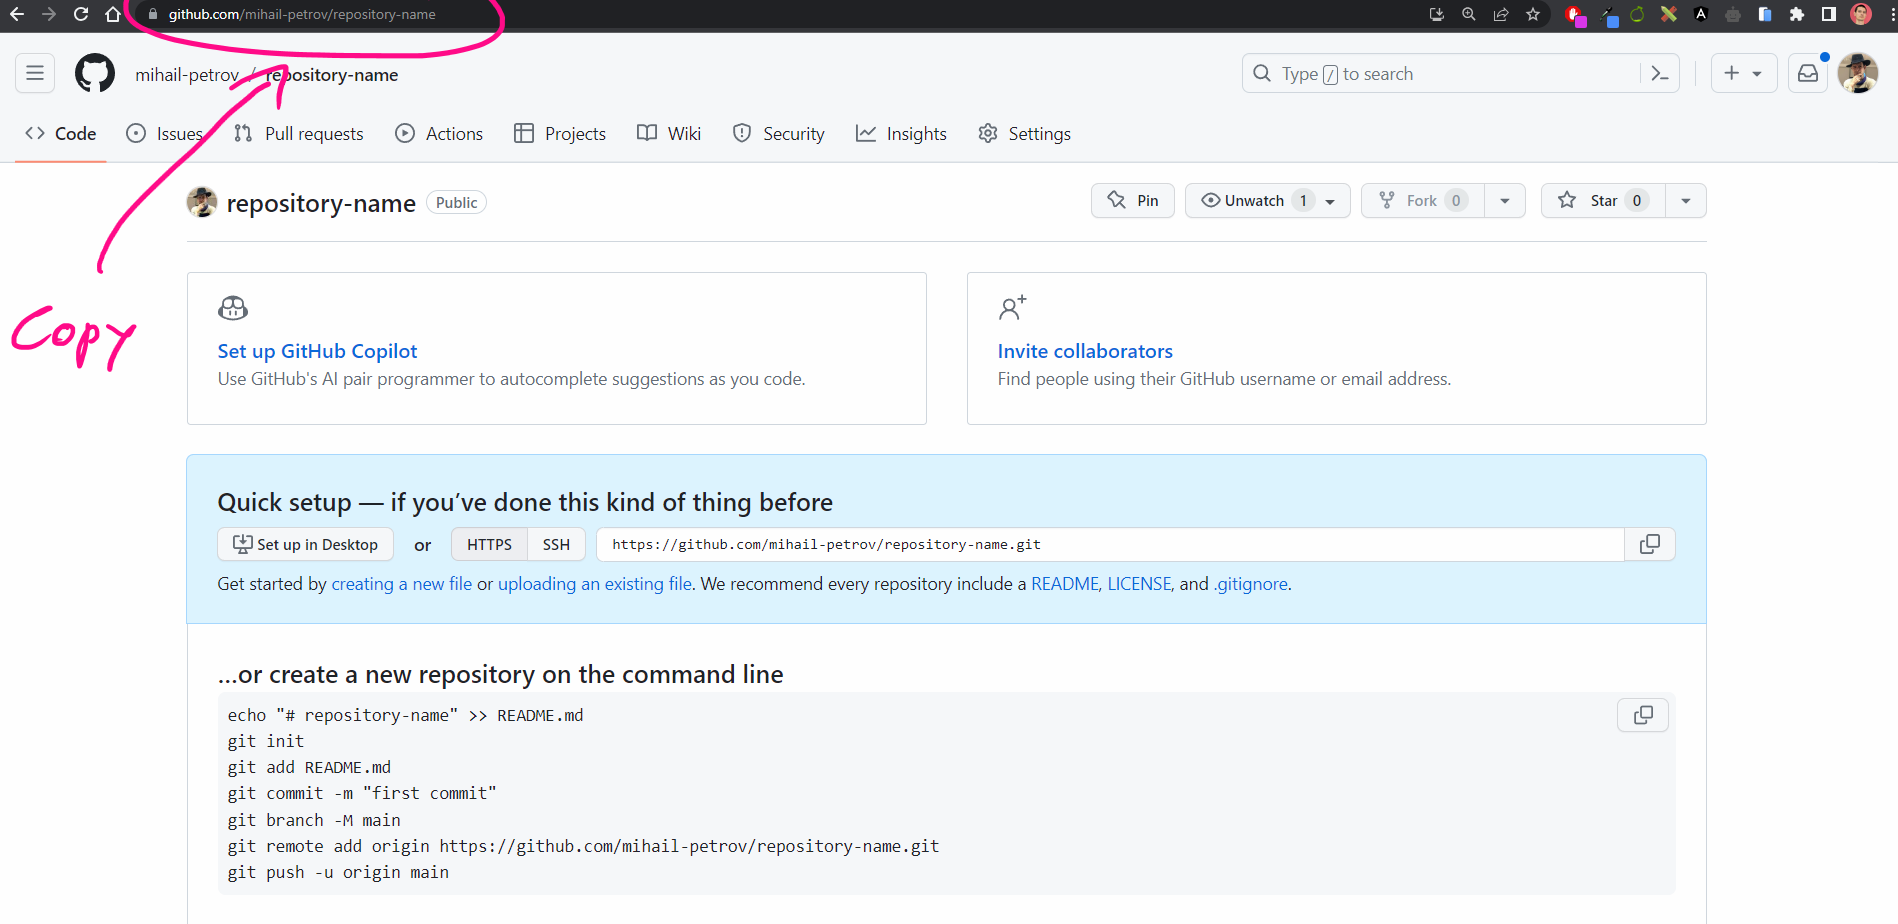 github.com/mihail-petrov/repository-name
mihail-petrov / repository-name
Type / to search
Code Issues Pull requests Actions Projects Wiki Security Insights Settings
repository-name Public
Pin Unwatch 1 Fork 0 Star 0
Copy
Set up GitHub Copilot
Use GitHub's AI pair programmer to autocomplete suggestions as you code.
Invite collaborators
Find people using their GitHub username or email address.
Quick setup — if you’ve done this kind of thing before
Set up in Desktop or HTTPS SSH https://github.com/mihail-petrov/repository-name.git
Get started by creating a new file or uploading an existing file. We recommend every repository include a README, LICENSE, and .gitignore.
…or create a new repository on the command line
echo "# repository-name" >> README.md
git init
git add README.md
git commit -m "first commit"
git branch -M main
git remote add origin https://github.com/mihail-petrov/repository-name.git
git push -u origin main